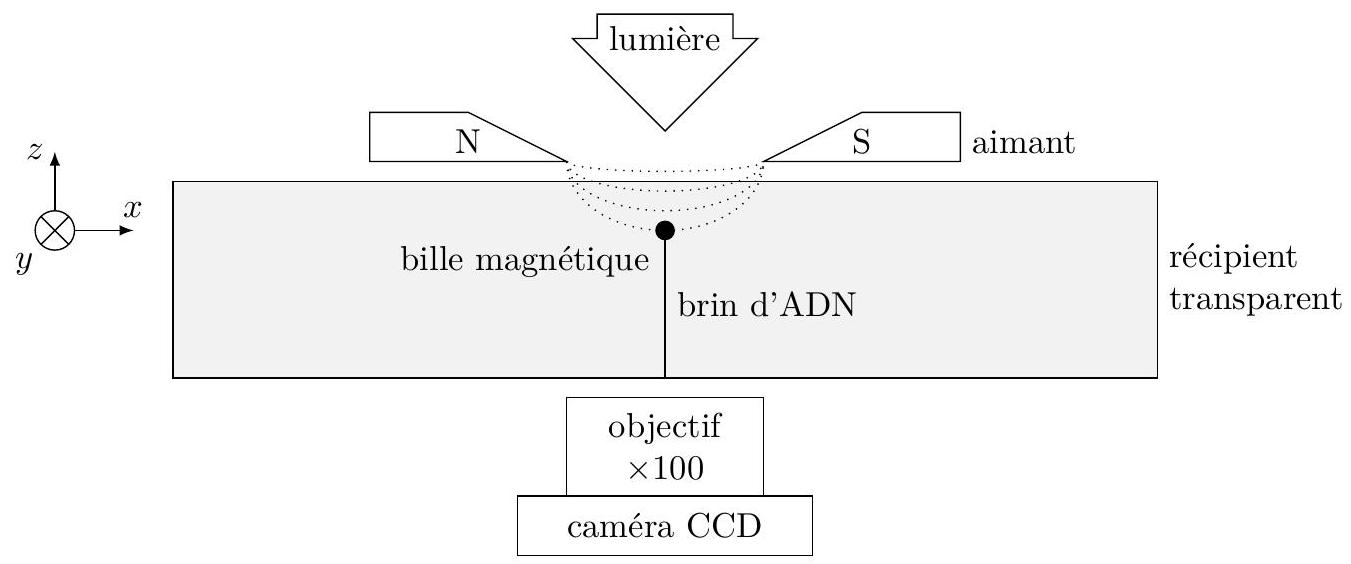 lumière
N
S
aimant
z
x
y
bille magnétique
brin d'ADN
récipient
transparent
objectif
×100
caméra CCD